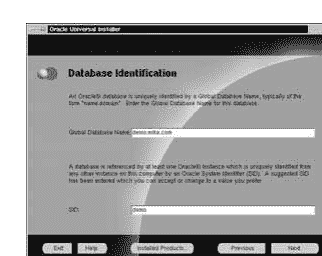 Oracle Universal Installer
Database Identification
An Oracle8i database is uniquely identified by a Global Database Name, typically of the
form "name.domain". Enter the Global Database Name for this database.
Global Database Name:
A database is referenced by at least one Oracle8i instance which is uniquely identified from
any other instance on this computer by an Oracle System Identifier (SID). A suggested SID
has been entered which you can accept or change to a value you prefer.
SID:
demo
Exit
Help
Installed Products...
Previous
Next